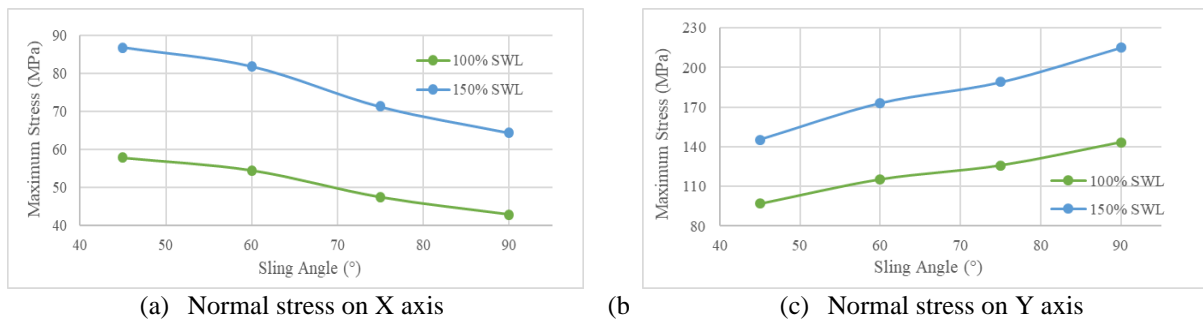 90
80
70
60
50
40
Maximum Stress (MPa)
100% SWL
150% SWL
40 50 60 70 80 90
Sling Angle (°)
230
200
170
140
110
80
Maximum Stress (MPa)
100% SWL
150% SWL
40 50 60 70 80 90
Sling Angle (°)
(a) Normal stress on X axis (b (c) Normal stress on Y axis